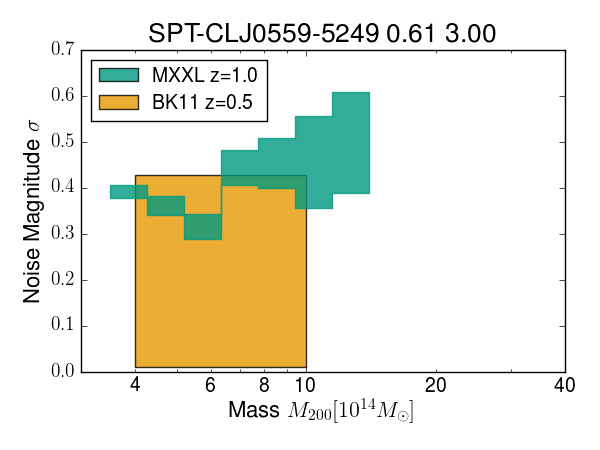 SPT-CLJ0559-5249 0.61 3.00
MXXL z=1.0
BK11 z=0.5
Noise Magnitude σ
0.7
0.6
0.5
0.4
0.3
0.2
0.1
0.0
4 6 8 10 20 40
Mass M₂₀₀[10¹⁴M☉]